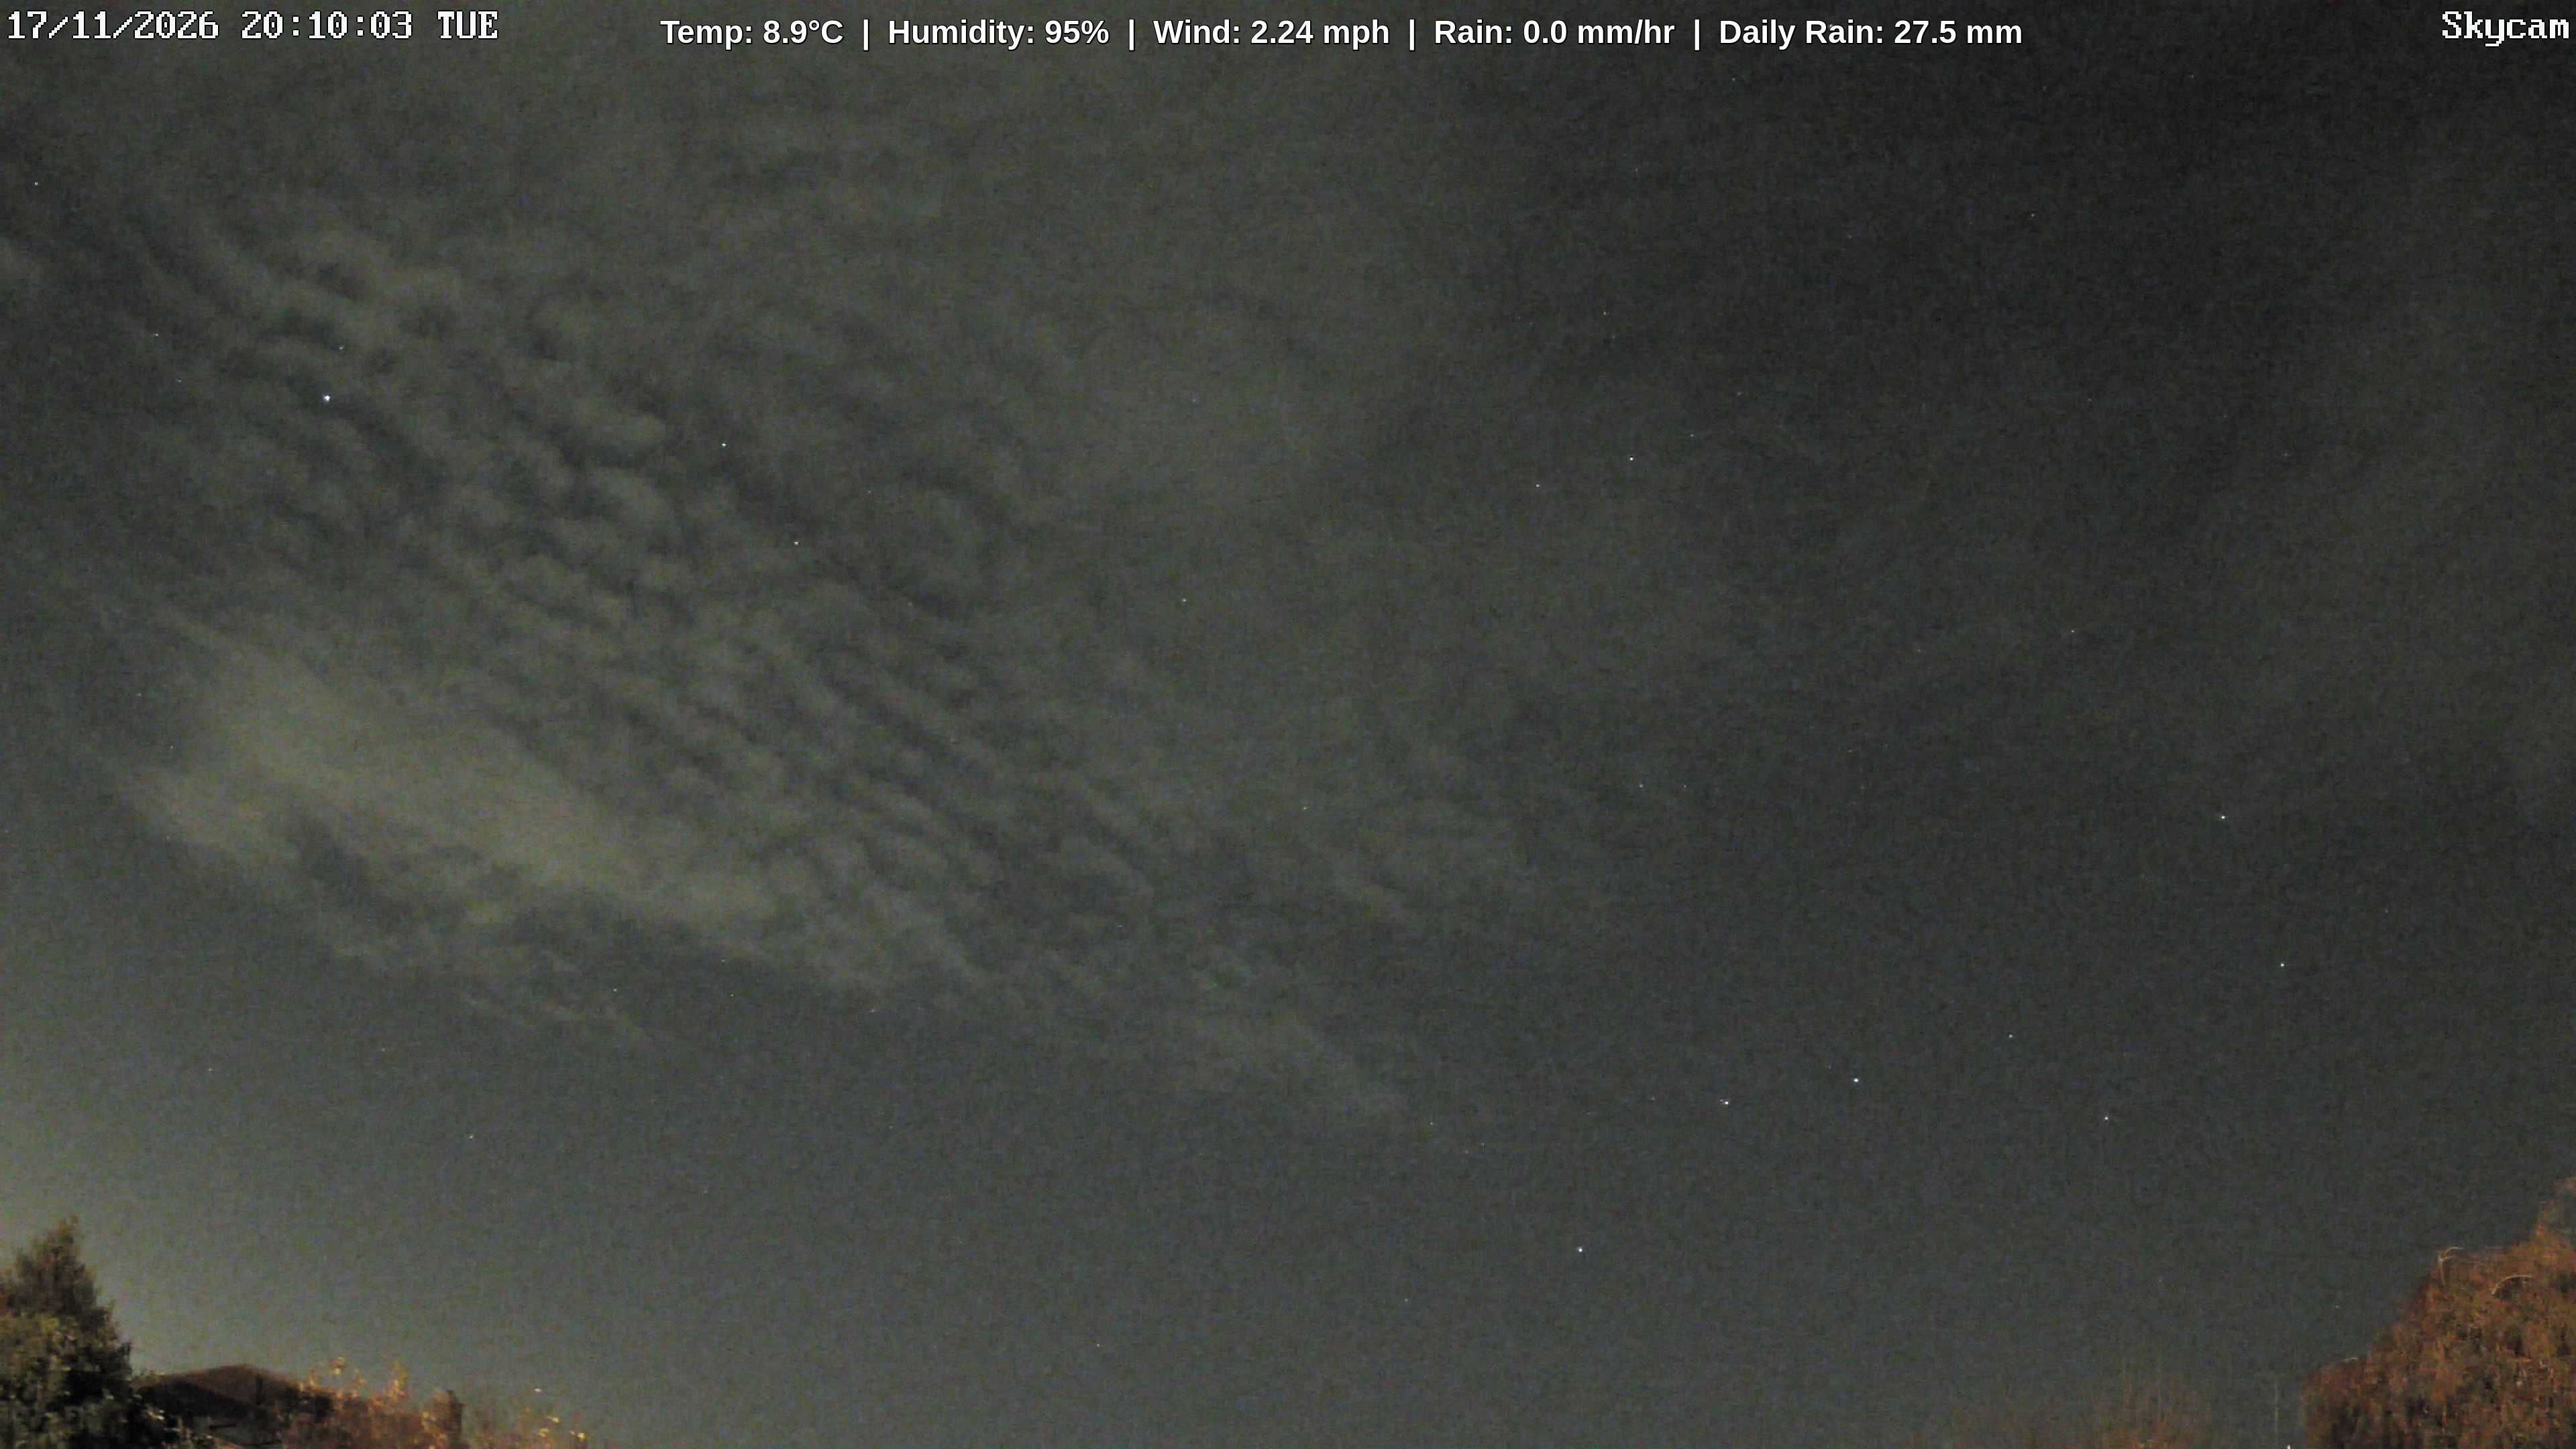 17/11/2026 20:10:03 TUE
Temp: 8.9°C | Humidity: 95% | Wind: 2.24 mph | Rain: 0.0 mm/hr | Daily Rain: 27.5 mm
Skycam